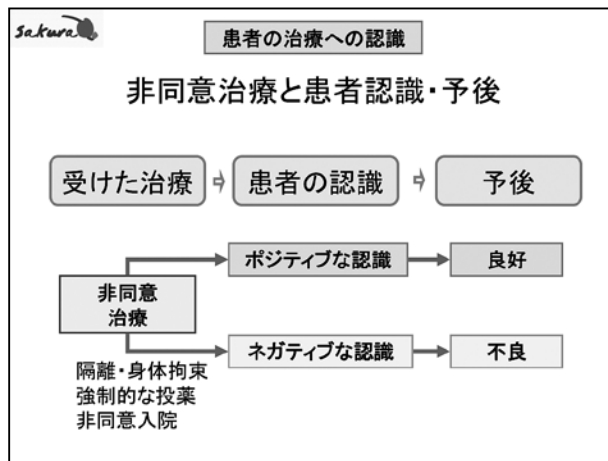 Sakura
患者の治療への認識
非同意治療と患者認識・予後
受けた治療 ⇨ 患者の認識 ⇨ 予後
ポジティブな認識
良好
非同意
治療
ネガティブな認識
不良
隔離・身体拘束
強制的な投薬
非同意入院